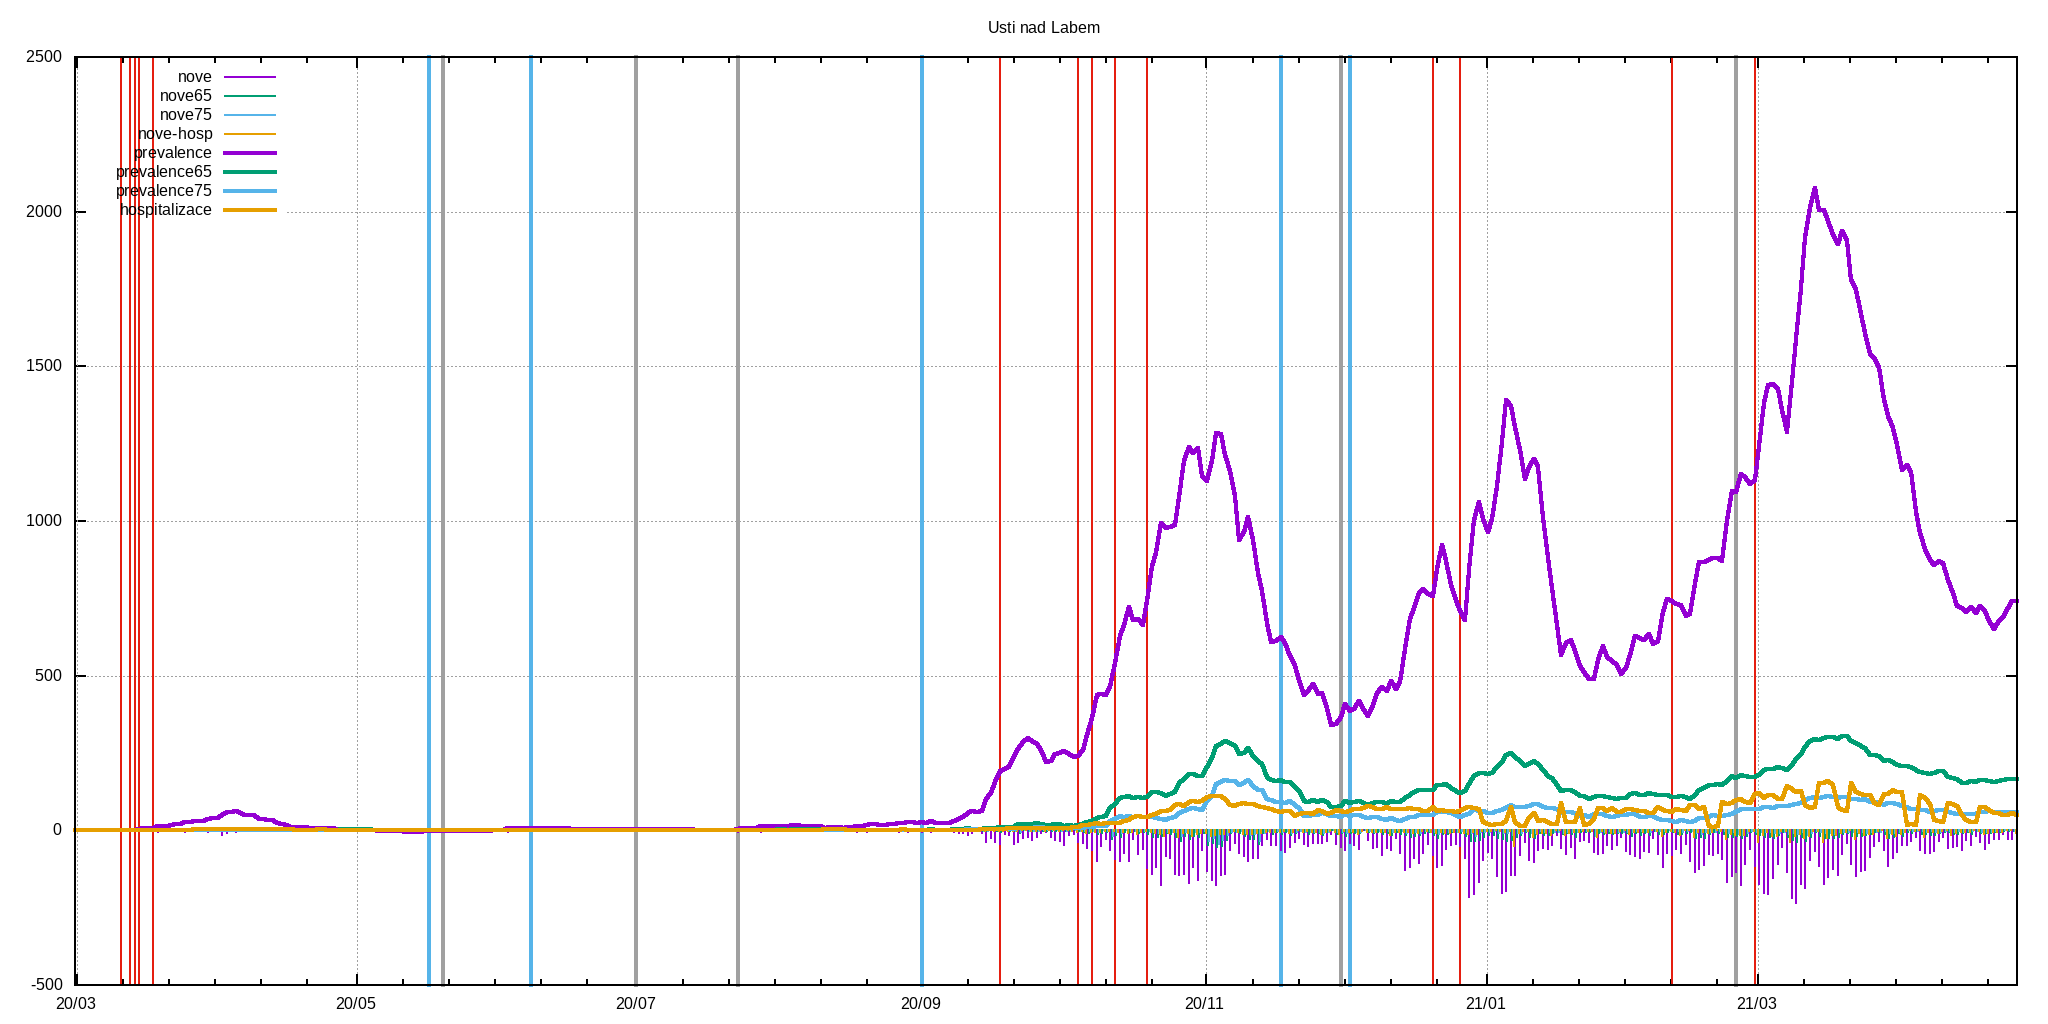 Usti nad Labem
2500
2000
1500
1000
500
0
-500
nove
nove65
nove75
nove-hosp
prevalence
prevalence65
prevalence75
hospitalizace
20/03
20/05
20/07
20/09
20/11
21/01
21/03